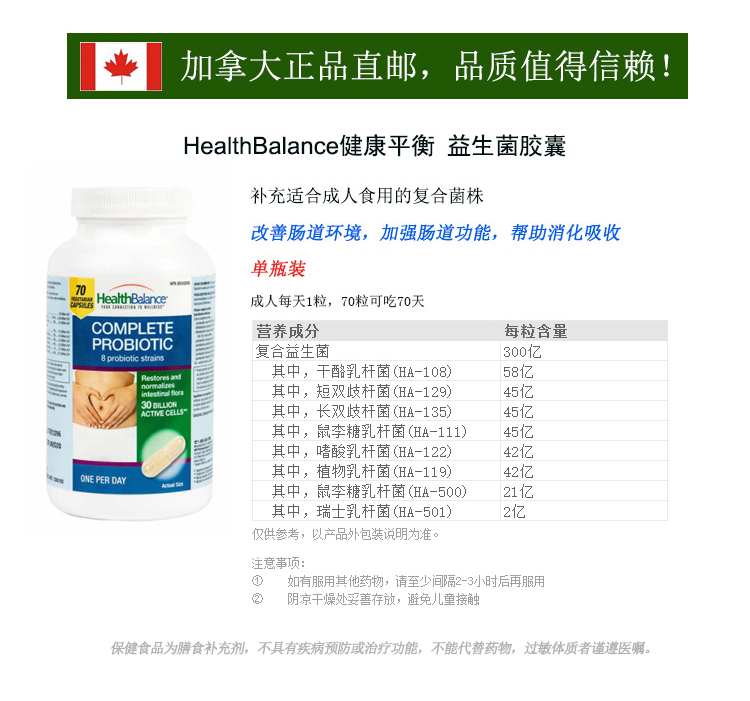 加拿大正品直邮，品质值得信赖！
HealthBalance健康平衡 益生菌胶囊
补充适合成人食用的复合菌株
改善肠道环境，加强肠道功能，帮助消化吸收
单瓶装
成人每天1粒，70粒可吃70天
营养成分 每粒含量
复合益生菌 300亿
其中，干酪乳杆菌(HA-108) 58亿
其中，短双歧杆菌(HA-129) 45亿
其中，长双歧杆菌(HA-135) 45亿
其中，鼠李糖乳杆菌(HA-111) 45亿
其中，嗜酸乳杆菌(HA-122) 42亿
其中，植物乳杆菌(HA-119) 42亿
其中，鼠李糖乳杆菌(HA-500) 21亿
其中，瑞士乳杆菌(HA-501) 2亿
仅供参考，以产品外包装说明为准。
注意事项：
① 如有服用其他药物，请至少间隔2-3小时后再服用
② 阴凉干燥处妥善存放，避免儿童接触
70
VEGETARIAN
CAPSULES
HealthBalance
YOUR CONNECTION TO WELLNESS
COMPLETE
PROBIOTIC
8 probiotic strains
Restores and
normalizes
intestinal flora
30 BILLION
ACTIVE CELLS**
ONE PER DAY
Actual Size
保健食品为膳食补充剂，不具有疾病预防或治疗功能，不能代替药物，过敏体质者谨遵医嘱。